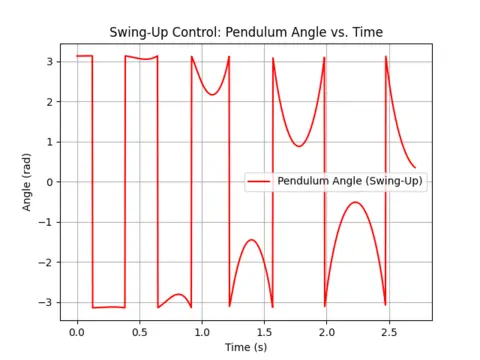 Swing-Up Control: Pendulum Angle vs. Time
3
2
1
0
−1
−2
−3
Angle (rad)
Pendulum Angle (Swing-Up)
0.0 0.5 1.0 1.5 2.0 2.5
Time (s)